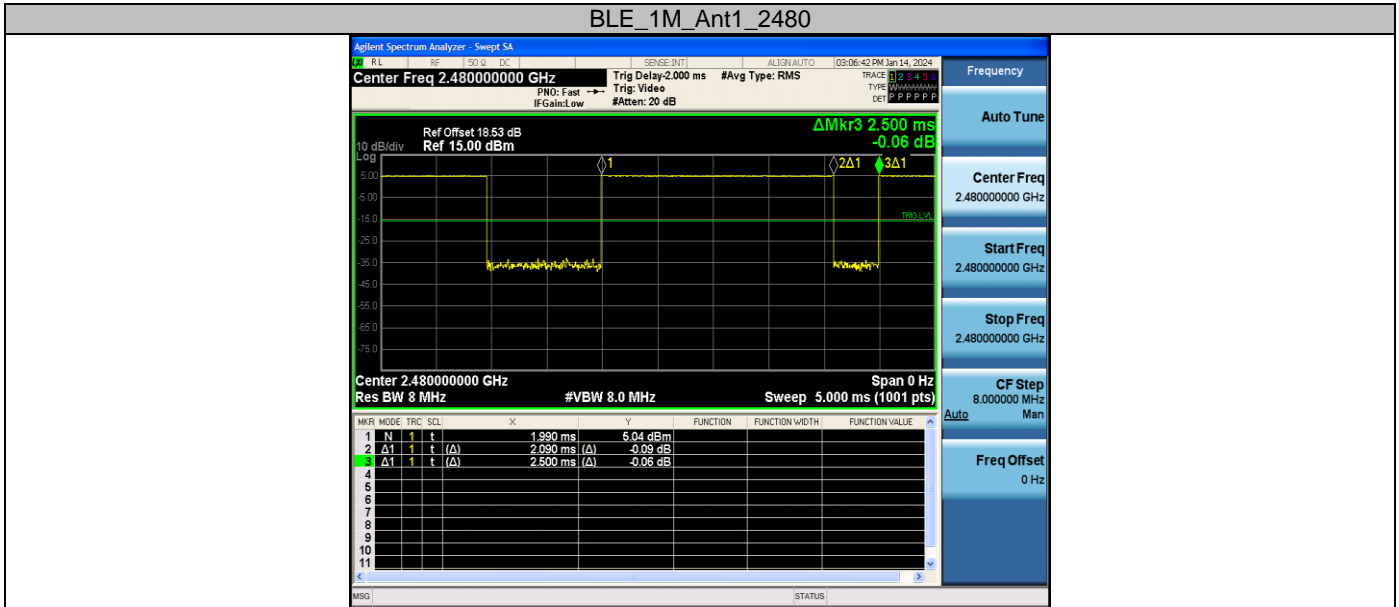 BLE_1M_Ant1_2480
Agilent Spectrum Analyzer - Swept SA
RL RF 50 Ω DC SENSE:INT ALIGNAUTO 03:06:42 PM Jan 14, 2024
Center Freq 2.480000000 GHz Trig Delay-2.000 ms #Avg Type: RMS TRACE 1 2 3 4 5 6
PNO: Fast Trig: Video TYPE
IFGain:Low #Atten: 20 dB DET P P P P P P
Frequency
Auto Tune
Center Freq
2.480000000 GHz
Start Freq
2.480000000 GHz
Stop Freq
2.480000000 GHz
CF Step
8.000000 MHz
Auto Man
Freq Offset
0 Hz
ΔMkr3 2.500 ms
-0.06 dB
Ref Offset 18.53 dB
10 dB/div Ref 15.00 dBm
Log
1 2Δ1 3Δ1
5.00
-5.00
-15.0 TRIG LVL
-25.0
-35.0
-45.0
-55.0
-65.0
-75.0
Center 2.480000000 GHz Span 0 Hz
Res BW 8 MHz #VBW 8.0 MHz Sweep 5.000 ms (1001 pts)
MKR MODE TRC SCL X Y FUNCTION FUNCTION WIDTH FUNCTION VALUE
1 N 1 t 1.990 ms 5.04 dBm
2 Δ1 1 t (Δ) 2.090 ms (Δ) -0.09 dB
3 Δ1 1 t (Δ) 2.500 ms (Δ) -0.06 dB
4
5
6
7
8
9
10
11
MSG STATUS